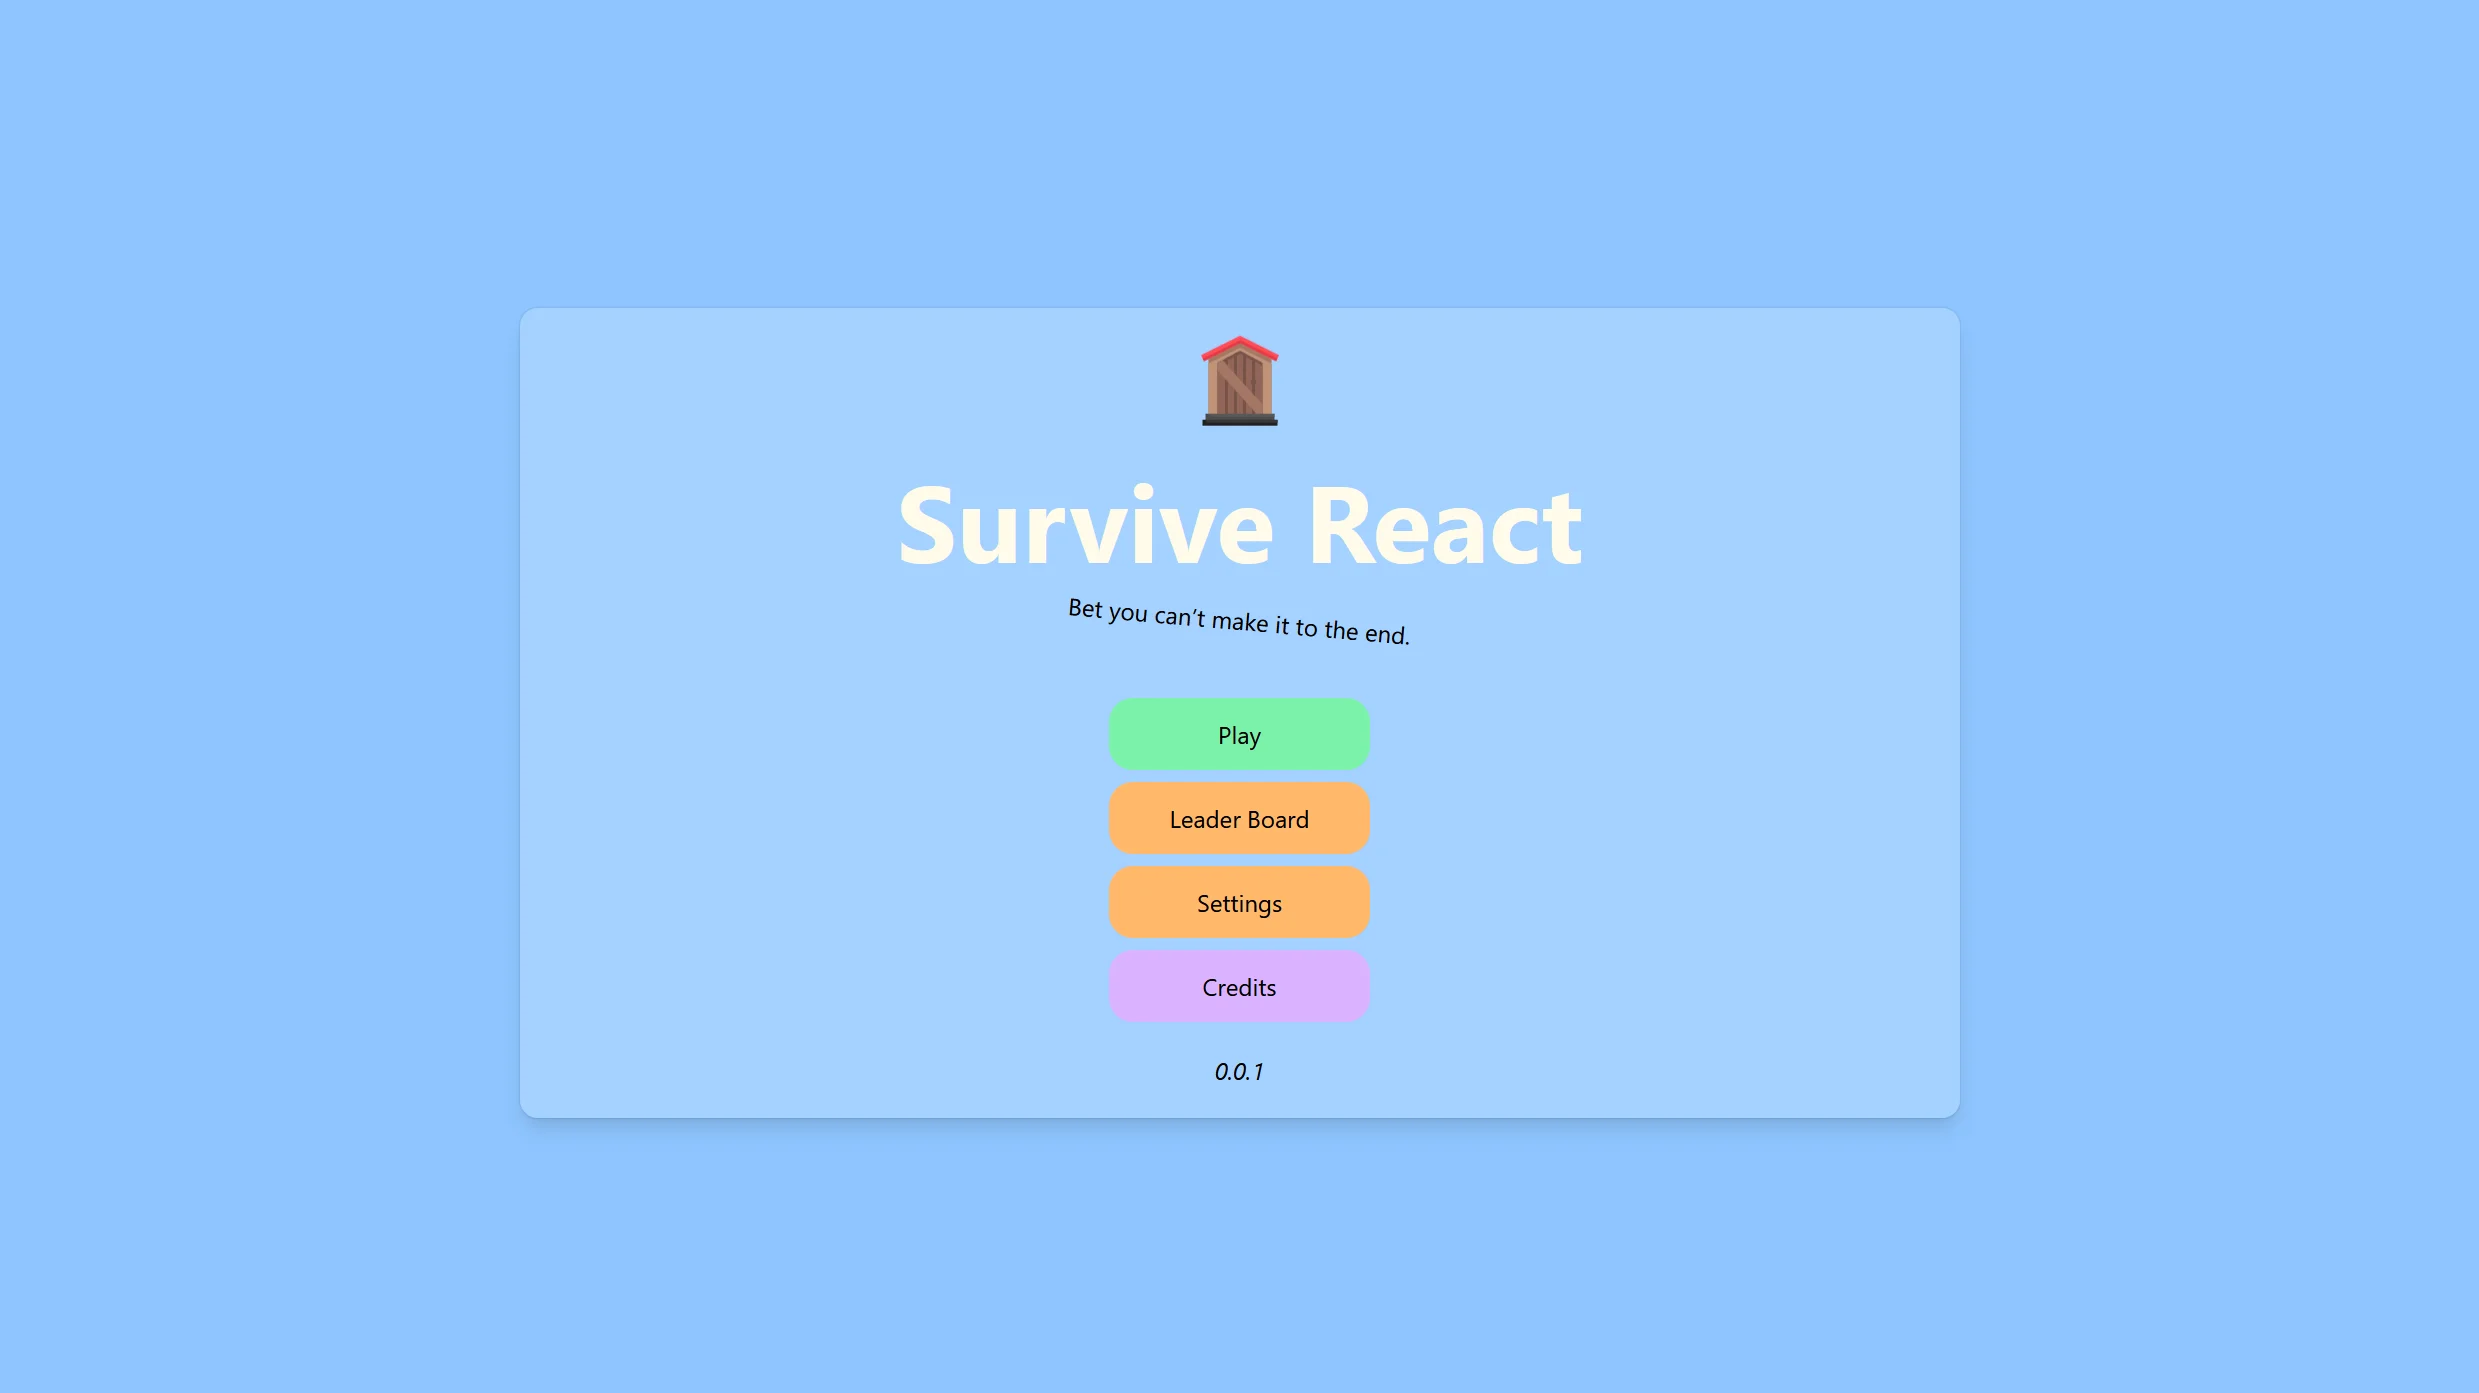 Survive React
Bet you can’t make it to the end.
Play
Leader Board
Settings
Credits
0.0.1